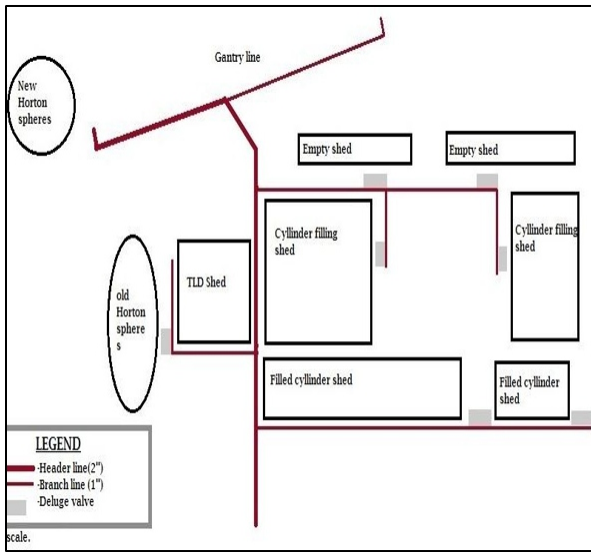 Gantry line
New
Horton
spheres
Empty shed
Empty shed
Cyllinder filling
shed
Cyllinder filling
shed
TLD Shed
old
Horton
sphere
s
Filled cyllinder shed
Filled cyllinder
shed
LEGEND
-Header line(2")
-Branch line (1")
-Deluge valve
scale.